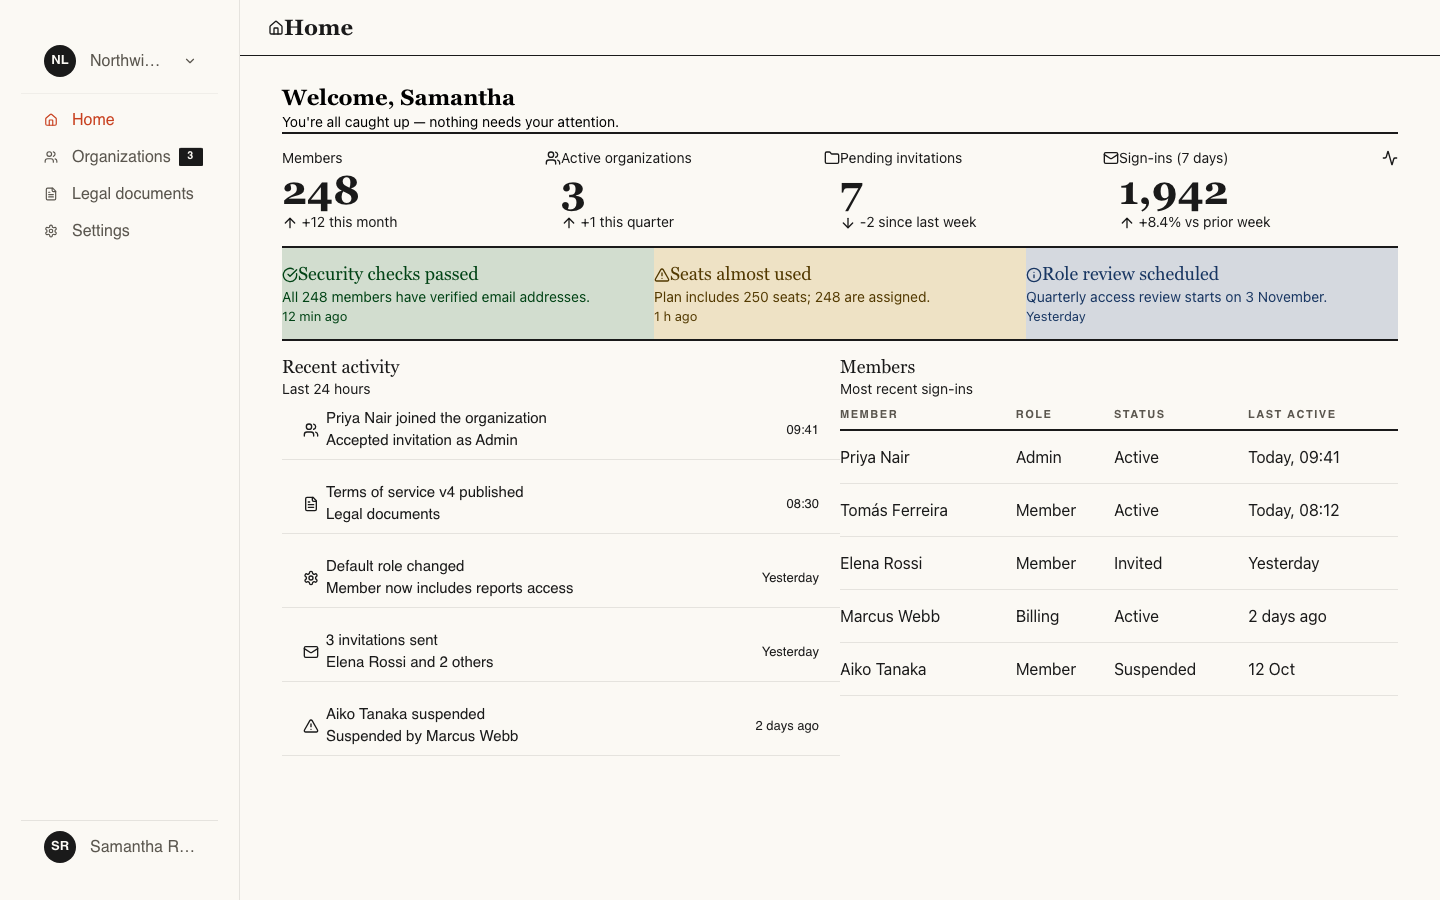 NL Northwi...
Home
Organizations 3
Legal documents
Settings
SR Samantha R...
Home
Welcome, Samantha
You're all caught up — nothing needs your attention.
Members
248
+12 this month
Active organizations
3
+1 this quarter
Pending invitations
7
-2 since last week
Sign-ins (7 days)
1,942
+8.4% vs prior week
Security checks passed
All 248 members have verified email addresses.
12 min ago
Seats almost used
Plan includes 250 seats; 248 are assigned.
1 h ago
Role review scheduled
Quarterly access review starts on 3 November.
Yesterday
Recent activity
Last 24 hours
Priya Nair joined the organization
Accepted invitation as Admin
09:41
Terms of service v4 published
Legal documents
08:30
Default role changed
Member now includes reports access
Yesterday
3 invitations sent
Elena Rossi and 2 others
Yesterday
Aiko Tanaka suspended
Suspended by Marcus Webb
2 days ago
Members
Most recent sign-ins
MEMBER ROLE STATUS LAST ACTIVE
Priya Nair Admin Active Today, 09:41
Tomás Ferreira Member Active Today, 08:12
Elena Rossi Member Invited Yesterday
Marcus Webb Billing Active 2 days ago
Aiko Tanaka Member Suspended 12 Oct